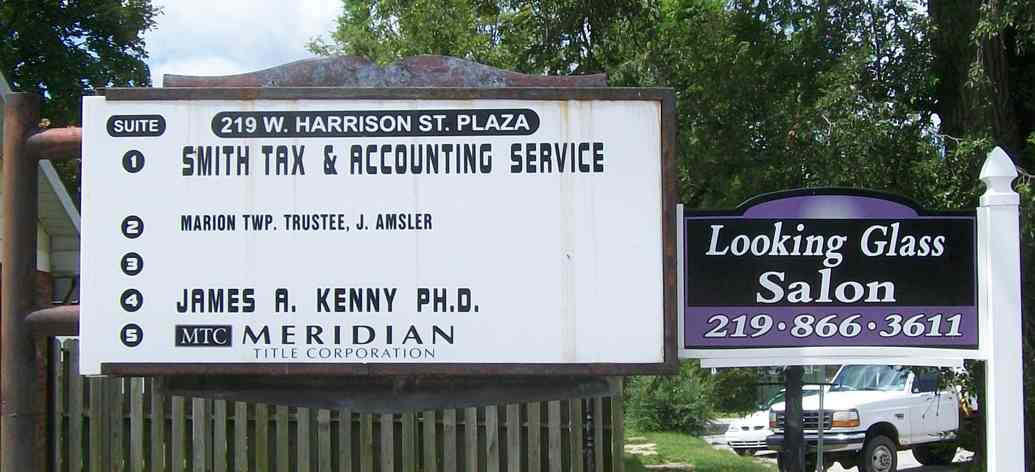 SUITE 219 W. HARRISON ST. PLAZA
1 SMITH TAX & ACCOUNTING SERVICE
2 MARION TWP. TRUSTEE, J. AMSLER
3
4 JAMES A. KENNY PH.D.
5 MTC MERIDIAN
TITLE CORPORATION
Looking Glass
Salon
219·866·3611